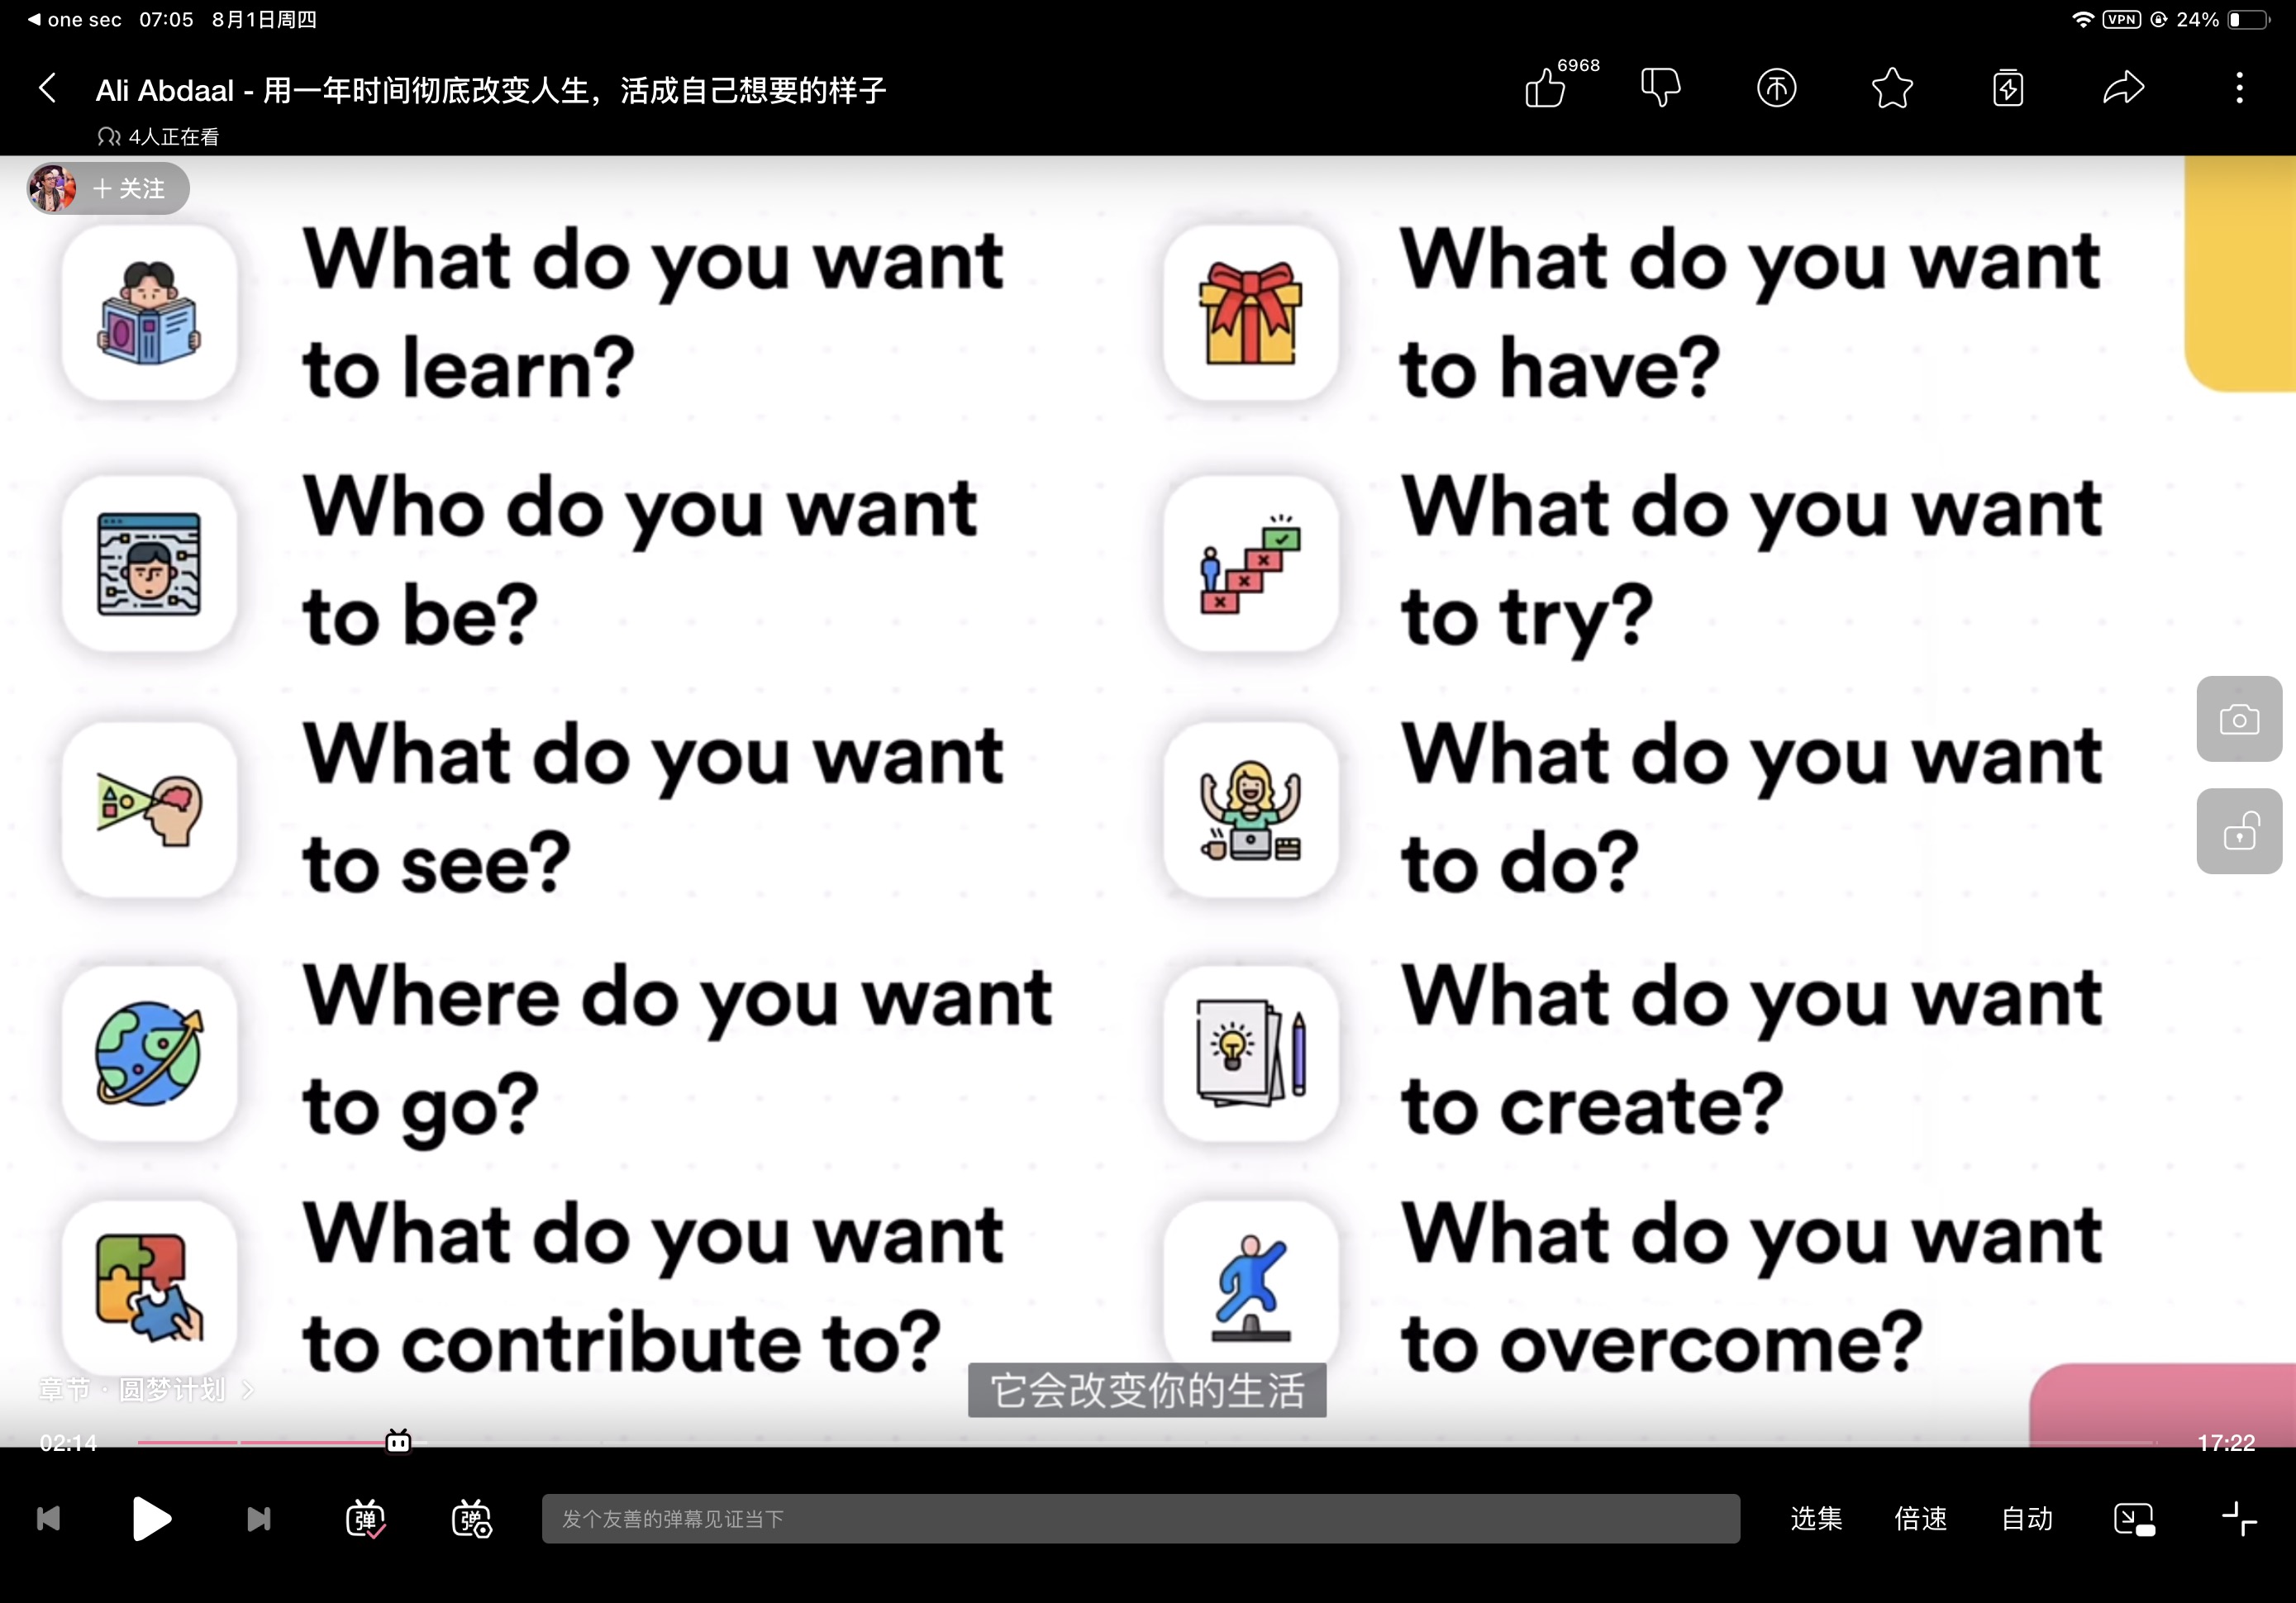 one sec 07:05 8月1日周四
VPN 24%
Ali Abdaal - 用一年时间彻底改变人生，活成自己想要的样子
6968
4人正在看
关注
What do you want
to learn?
What do you want
to have?
Who do you want
to be?
What do you want
to try?
What do you want
to see?
What do you want
to do?
Where do you want
to go?
What do you want
to create?
What do you want
to contribute to?
What do you want
to overcome?
章节 · 圆梦计划
它会改变你的生活
02:14
17:22
弹
弹
发个友善的弹幕见证当下
选集
倍速
自动